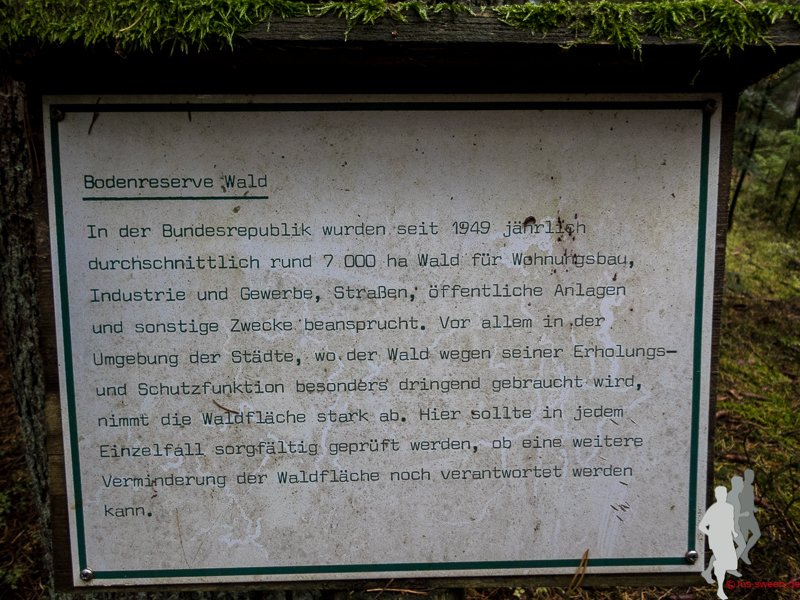 Bodenreserve Wald
In der Bundesrepublik wurden seit 1949 jährlich
durchschnittlich rund 7 000 ha Wald für Wohnungsbau,
Industrie und Gewerbe, Straßen, öffentliche Anlagen
und sonstige Zwecke beansprucht. Vor allem in der
Umgebung der Städte, wo der Wald wegen seiner Erholungs-
und Schutzfunktion besonders dringend gebraucht wird,
nimmt die Waldfläche stark ab. Hier sollte in jedem
Einzelfall sorgfältig geprüft werden, ob eine weitere
Verminderung der Waldfläche noch verantwortet werden
kann.